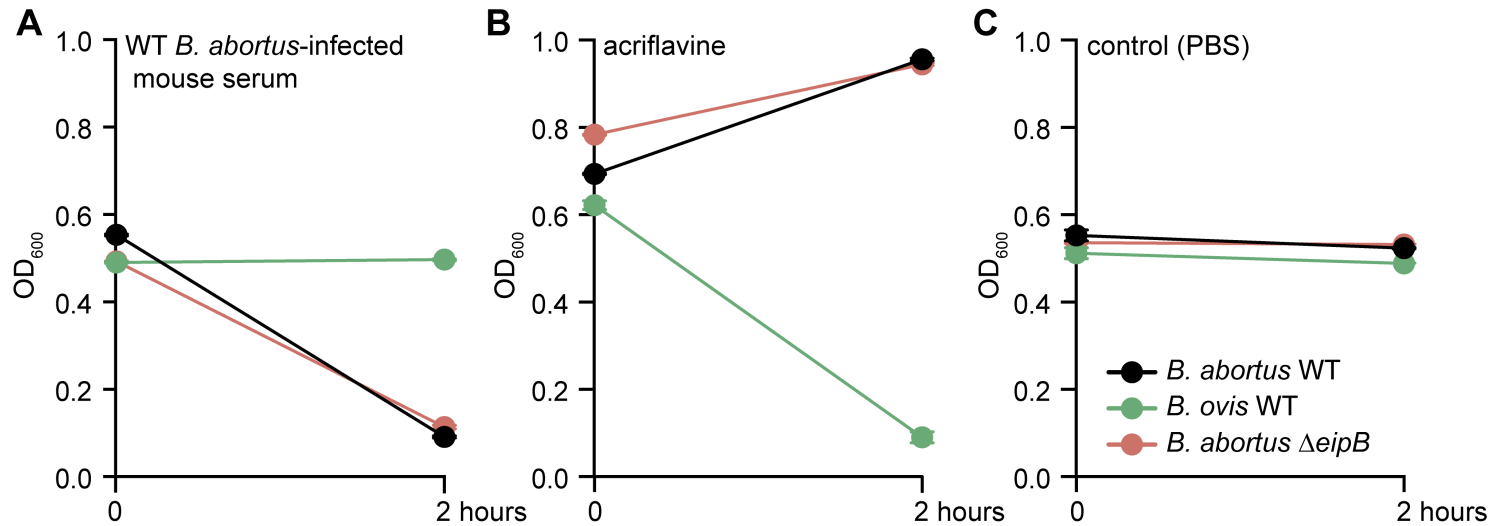 A
WT B. abortus-infected
mouse serum
1.0
0.8
0.6
0.4
0.2
0.0
OD600
0
2 hours
B
acriflavine
1.0
0.8
0.6
0.4
0.2
0.0
OD600
0
2 hours
C
control (PBS)
1.0
0.8
0.6
0.4
0.2
0.0
OD600
B. abortus WT
B. ovis WT
B. abortus ΔeipB
0
2 hours